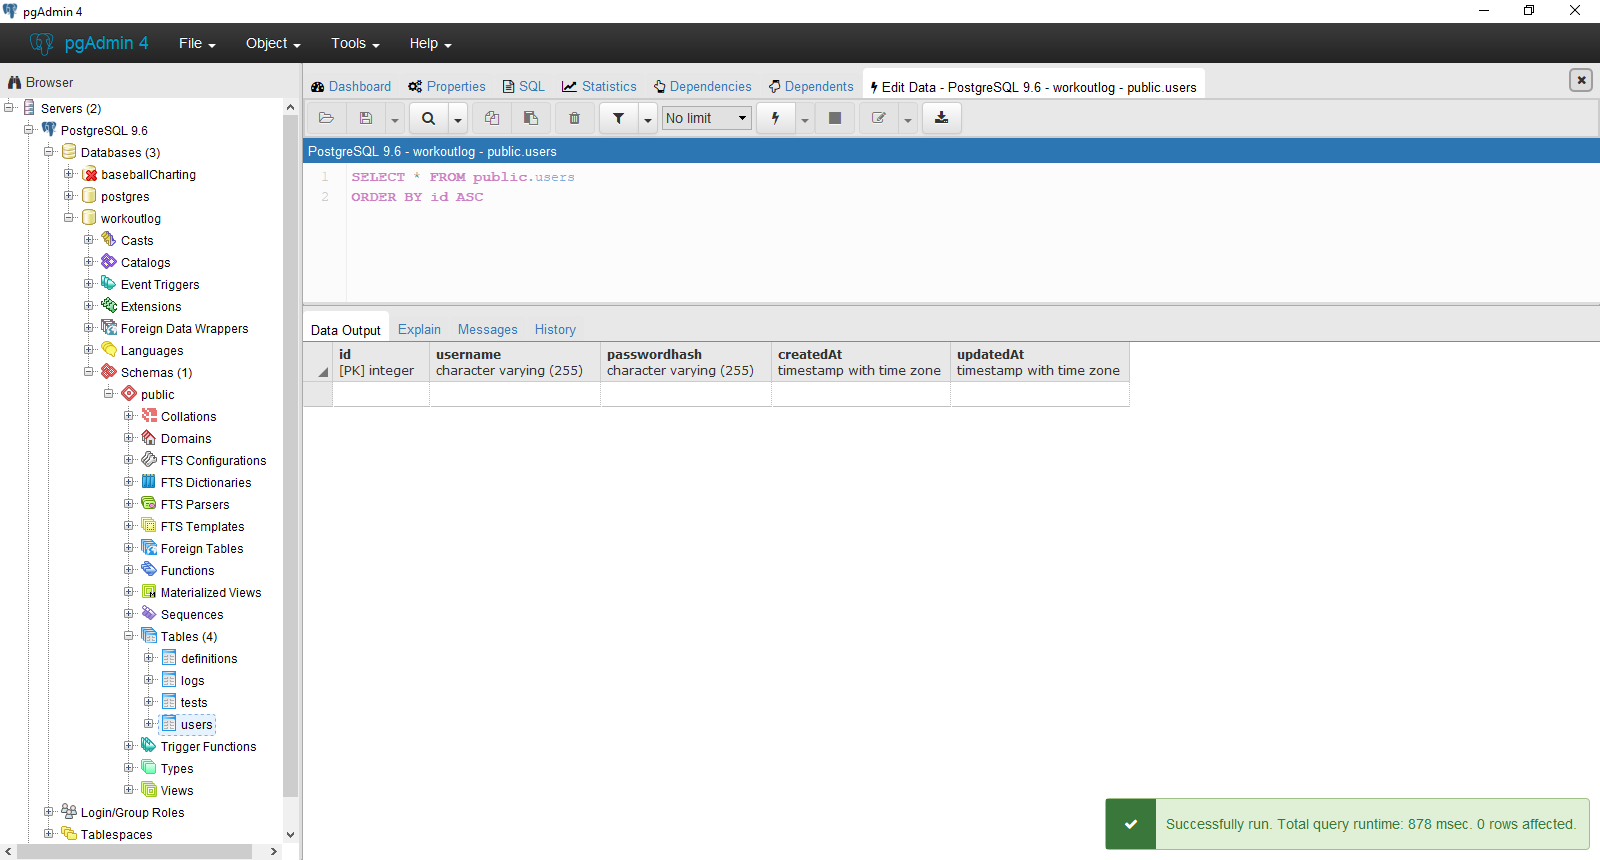 pgAdmin 4
pgAdmin 4 File Object Tools Help
Browser
Servers (2)
PostgreSQL 9.6
Databases (3)
baseballCharting
postgres
workoutlog
Casts
Catalogs
Event Triggers
Extensions
Foreign Data Wrappers
Languages
Schemas (1)
public
Collations
Domains
FTS Configurations
FTS Dictionaries
FTS Parsers
FTS Templates
Foreign Tables
Functions
Materialized Views
Sequences
Tables (4)
definitions
logs
tests
users
Trigger Functions
Types
Views
Login/Group Roles
Tablespaces
Dashboard Properties SQL Statistics Dependencies Dependents Edit Data - PostgreSQL 9.6 - workoutlog - public.users
No limit
PostgreSQL 9.6 - workoutlog - public.users
1 SELECT * FROM public.users
2 ORDER BY id ASC
Data Output Explain Messages History
id username passwordhash createdAt updatedAt
[PK] integer character varying (255) character varying (255) timestamp with time zone timestamp with time zone
Successfully run. Total query runtime: 878 msec. 0 rows affected.